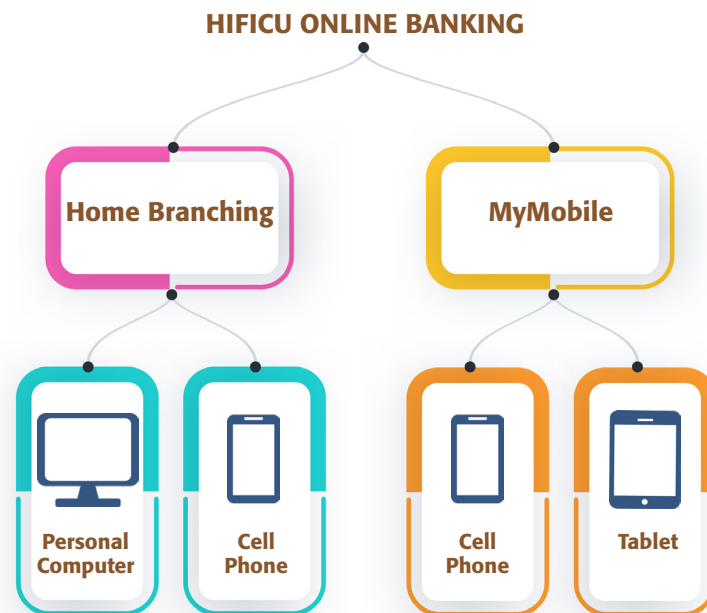 HIFICU ONLINE BANKING
Home Branching
MyMobile
Personal
Computer
Cell
Phone
Cell
Phone
Tablet